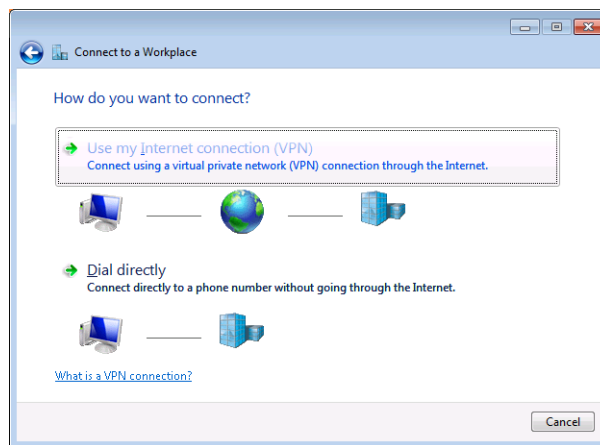 Connect to a Workplace
How do you want to connect?
Use my Internet connection (VPN)
Connect using a virtual private network (VPN) connection through the Internet.
Dial directly
Connect directly to a phone number without going through the Internet.
What is a VPN connection?
Cancel